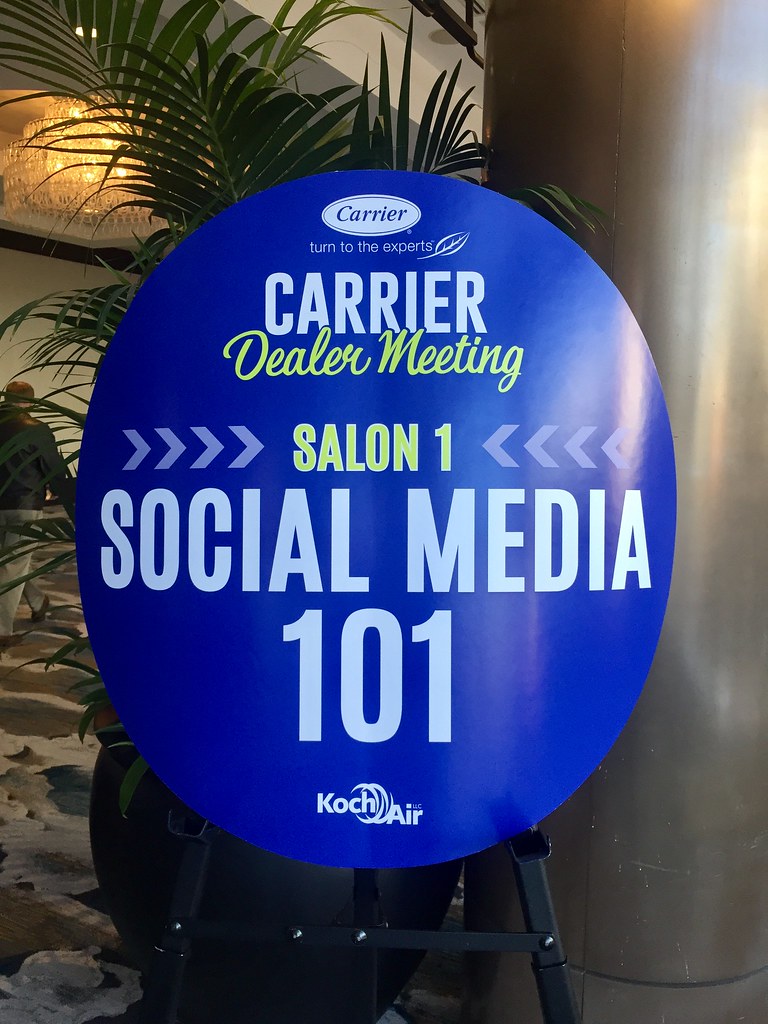 Carrier
turn to the experts
CARRIER
Dealer Meeting
SALON 1
SOCIAL MEDIA
101
Koch Air LLC